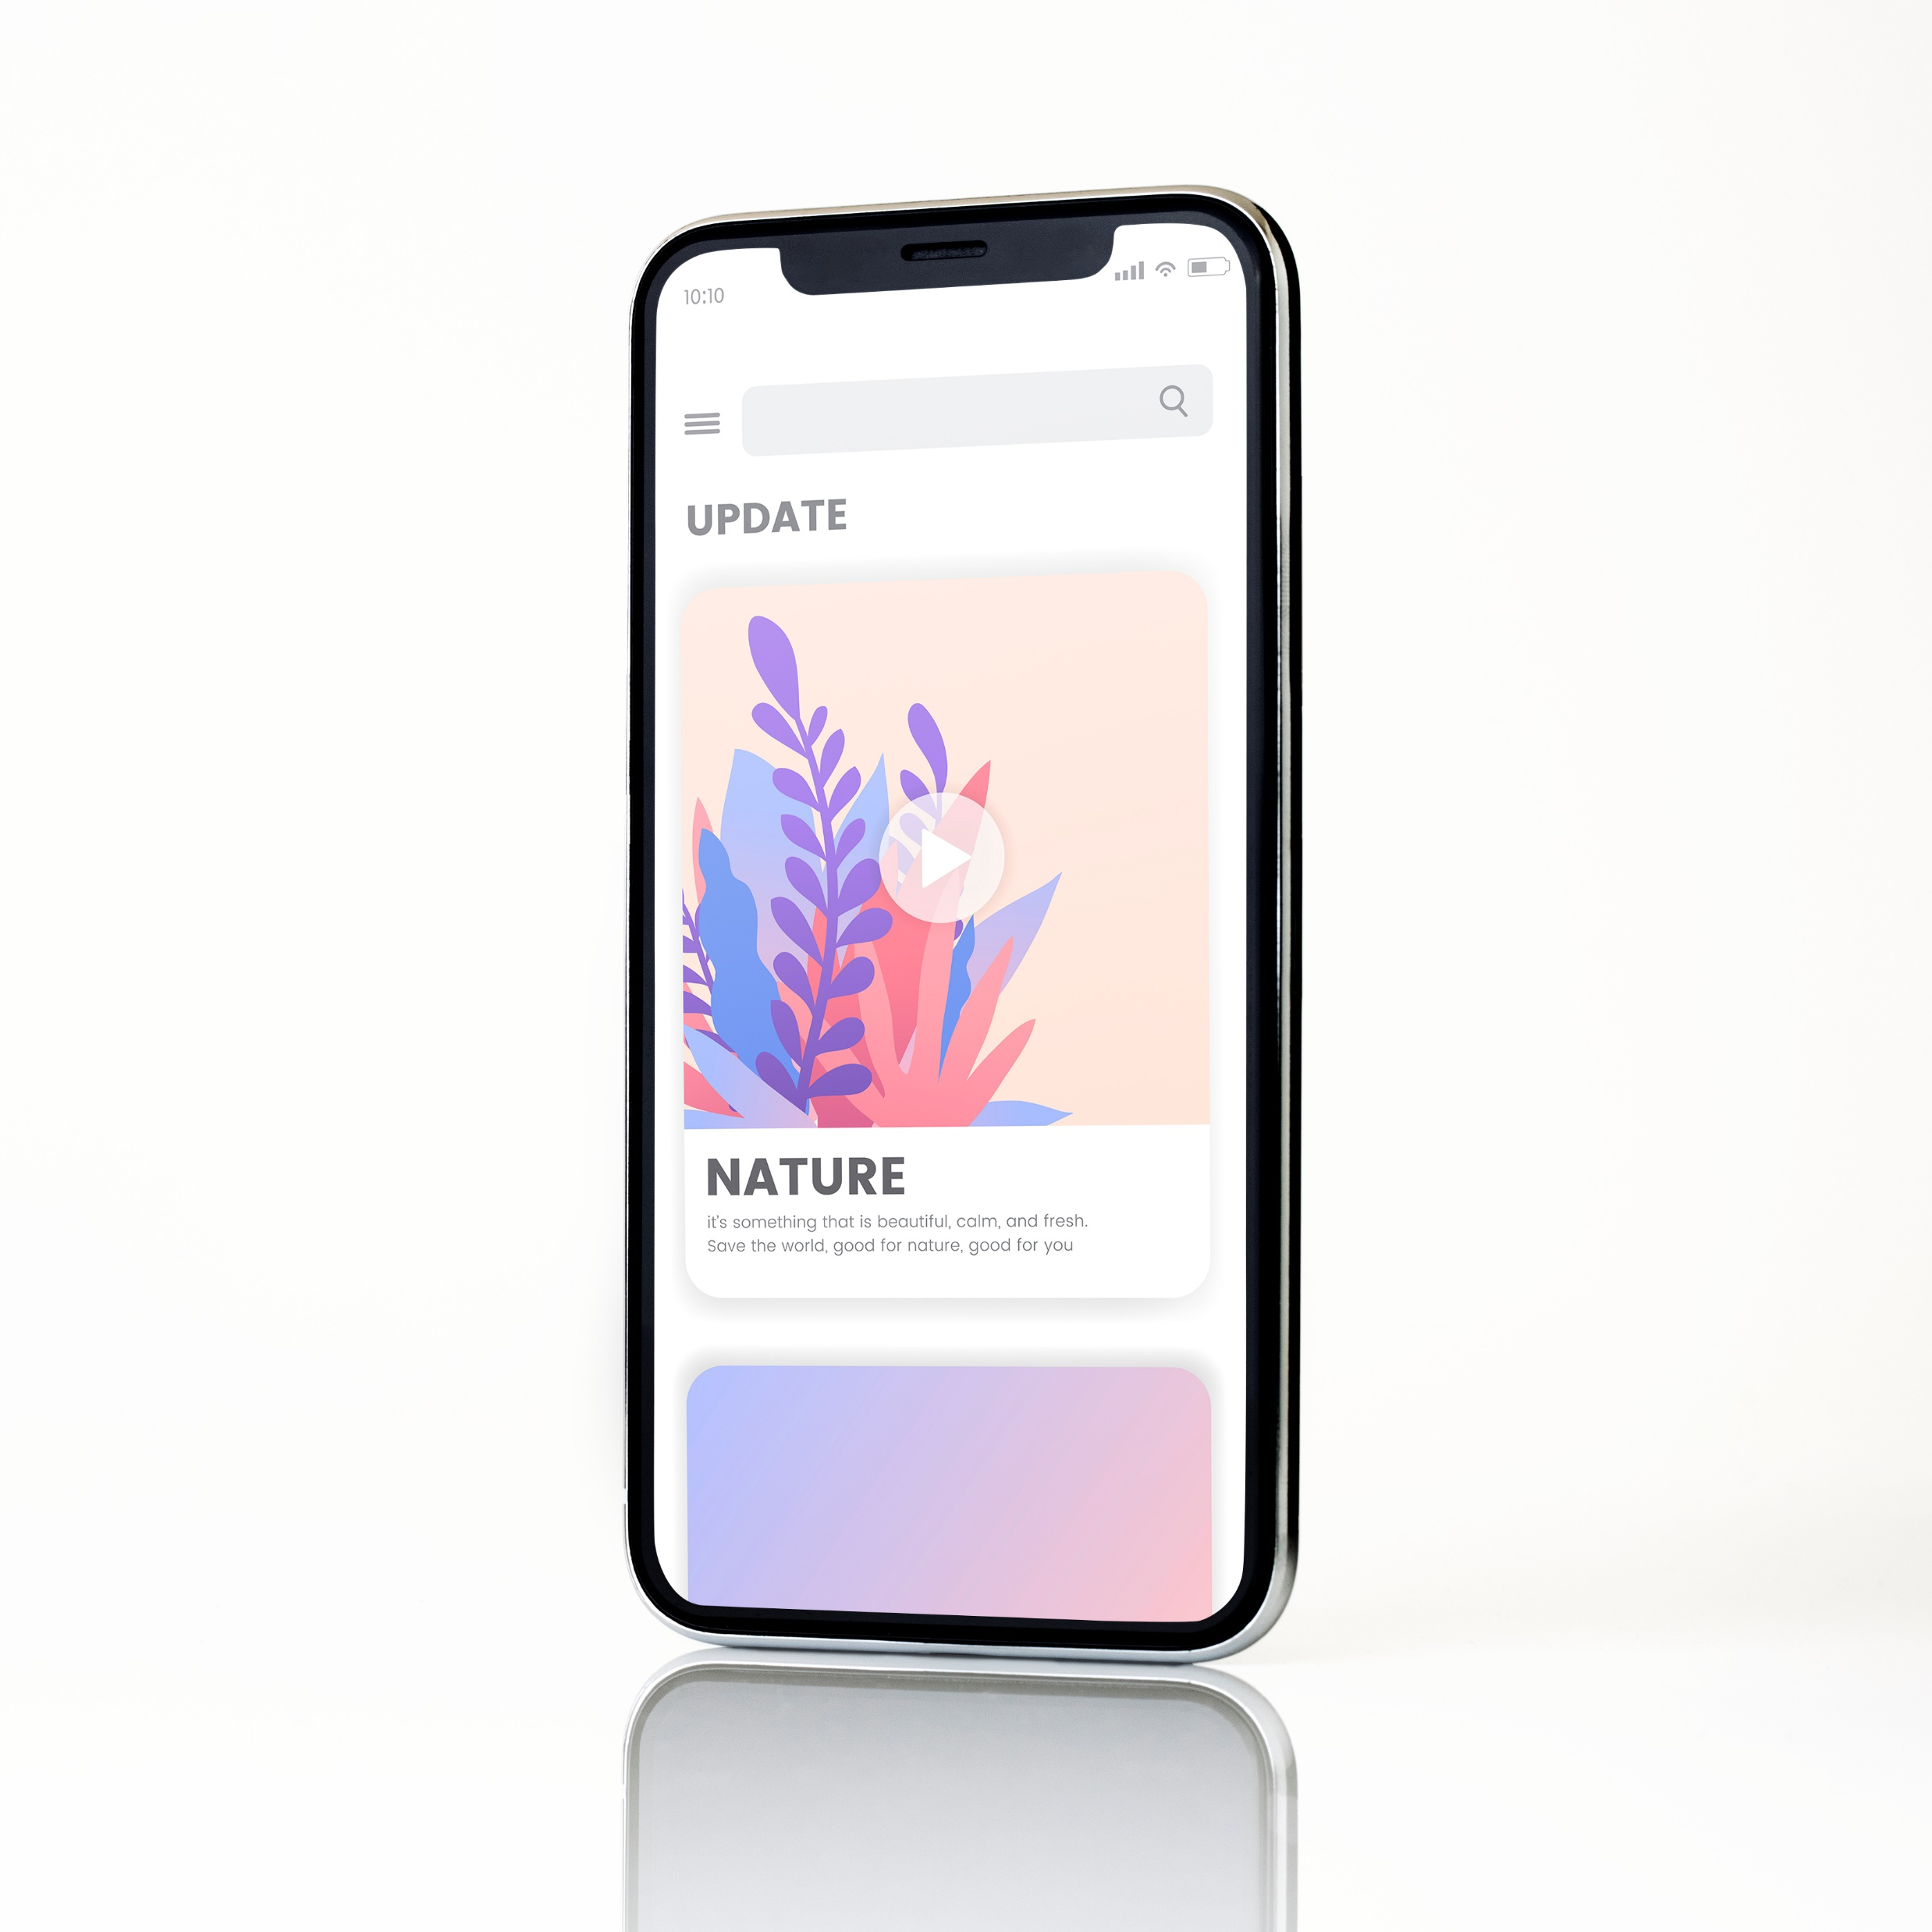 10:10
UPDATE
NATURE
it's something that is beautiful, calm, and fresh.
Save the world, good for nature, good for you